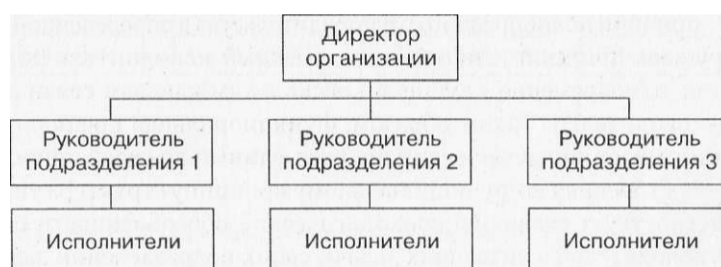 Директор
организации
Руководитель
подразделения 1
Руководитель
подразделения 2
Руководитель
подразделения 3
Исполнители
Исполнители
Исполнители